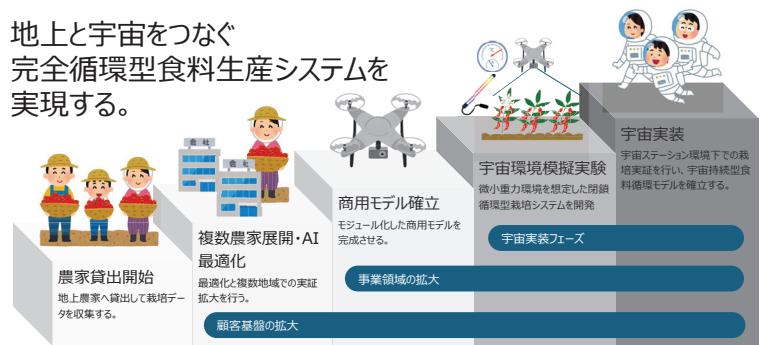 地上と宇宙をつなぐ
完全循環型食料生産システムを
実現する。
会 社
会 社
農家貸出開始
地上農家へ貸出して栽培デー
タを収集する。
複数農家展開・AI
最適化
最適化と複数地域での実証
拡大を行う。
商用モデル確立
モジュール化した商用モデルを
完成させる。
宇宙環境模擬実験
微小重力環境を想定した閉鎖
循環型栽培システムを開発
宇宙実装
宇宙ステーション環境下での栽
培実証を行い、宇宙持続型食
料循環モデルを確立する。
宇宙実装フェーズ
事業領域の拡大
顧客基盤の拡大